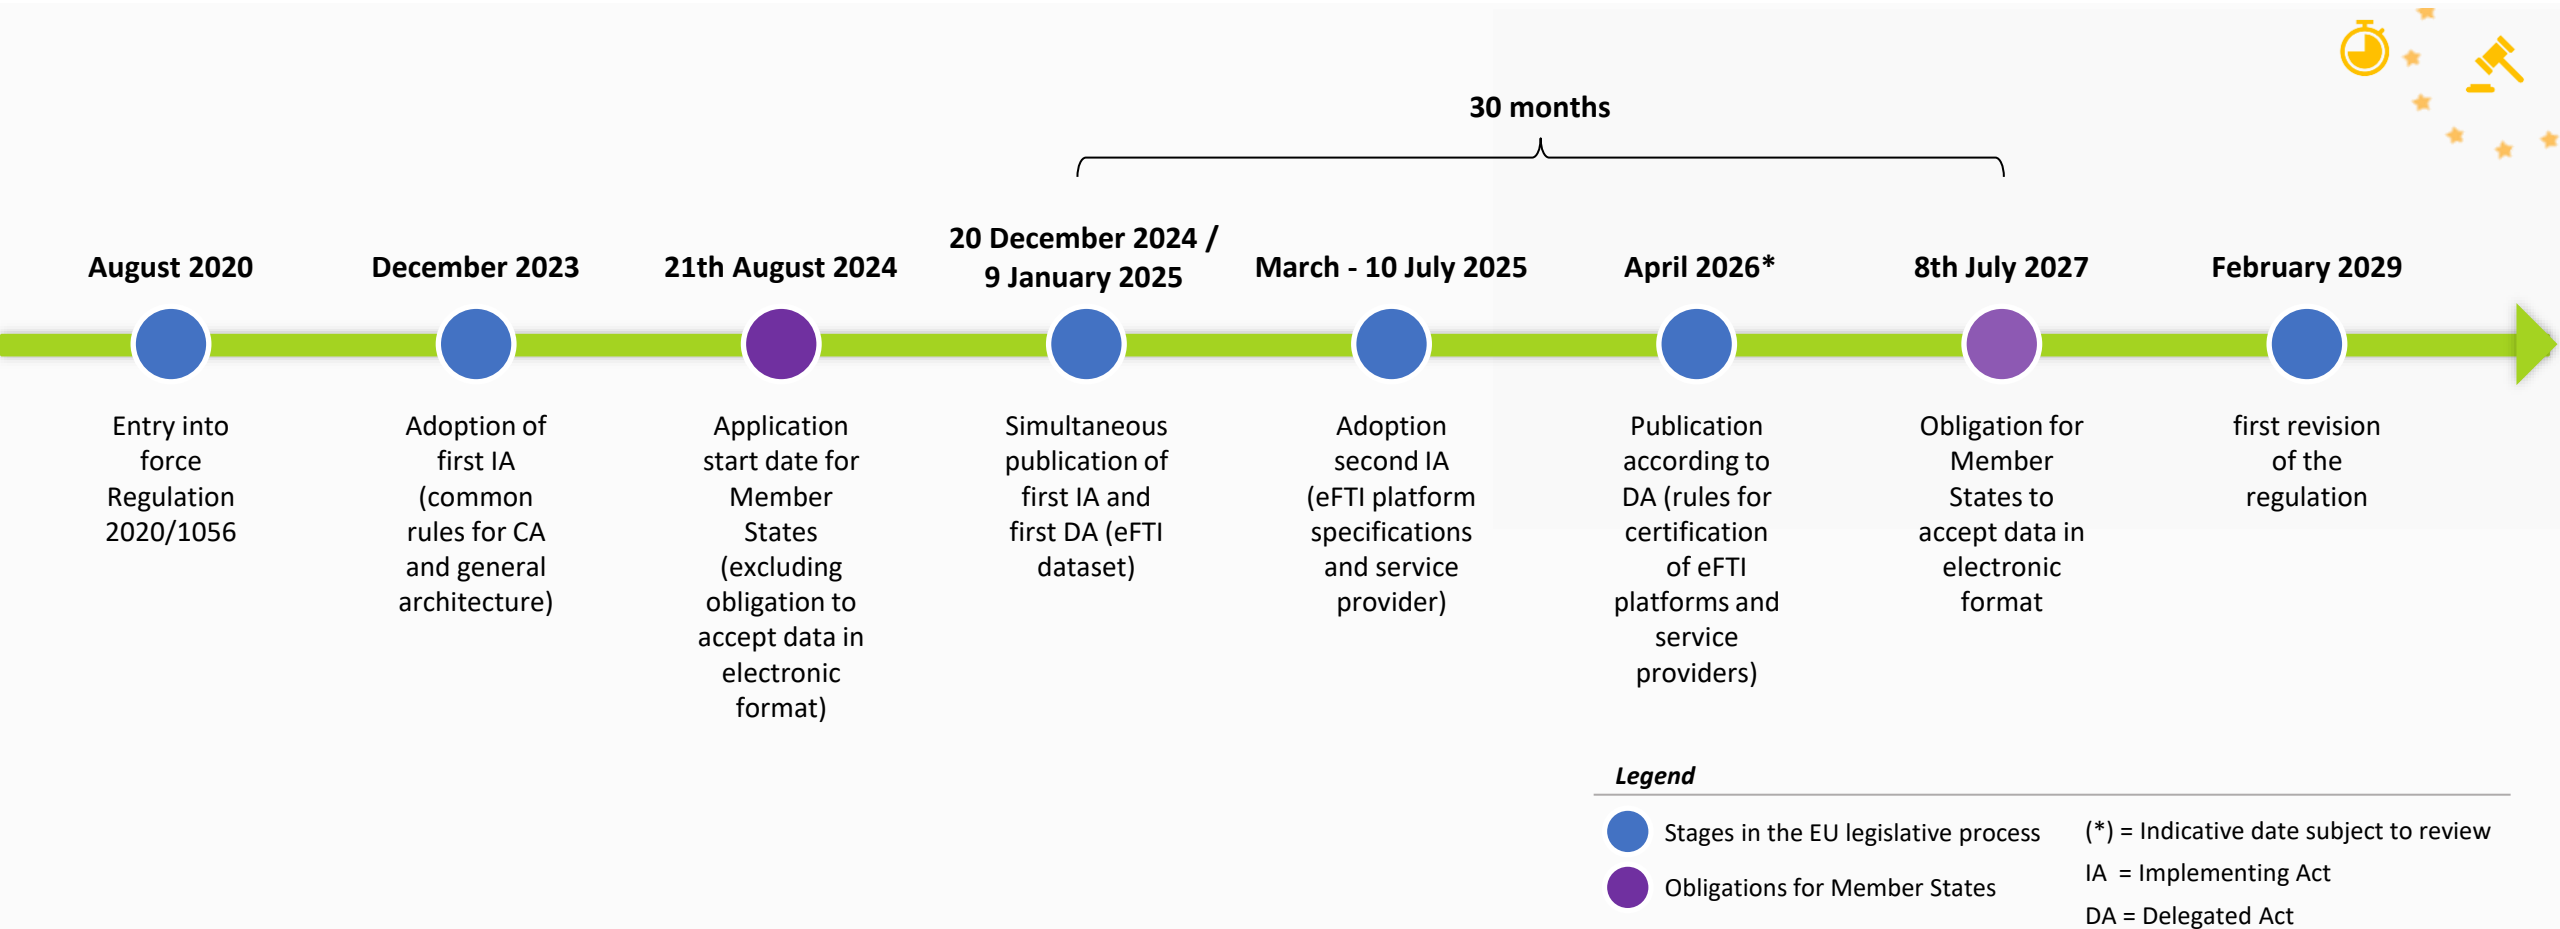 30 months
August 2020
Entry into
force
Regulation
2020/1056
December 2023
Adoption of
first IA
(common
rules for CA
and general
architecture)
21th August 2024
Application
start date for
Member
States
(excluding
obligation to
accept data in
electronic
format)
20 December 2024 /
9 January 2025
Simultaneous
publication of
first IA and
first DA (eFTI
dataset)
March - 10 July 2025
Adoption
second IA
(eFTI platform
specifications
and service
provider)
April 2026*
Publication
according to
DA (rules for
certification
of eFTI
platforms and
service
providers)
8th July 2027
Obligation for
Member
States to
accept data in
electronic
format
February 2029
first revision
of the
regulation
Legend
Stages in the EU legislative process
Obligations for Member States
(*) = Indicative date subject to review
IA = Implementing Act
DA = Delegated Act